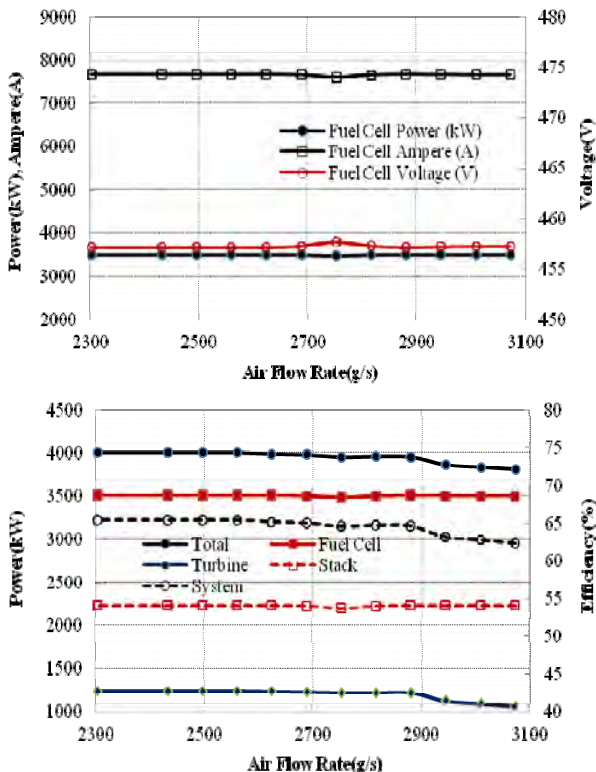 9000
8000
7000
6000
5000
4000
3000
2000
480
475
470
465
460
455
450
Power(kW), Ampere(A)
Voltage(V)
Fuel Cell Power (kW)
Fuel Cell Ampere (A)
Fuel Cell Voltage (V)
2300 2500 2700 2900 3100
Air Flow Rate(g/s)
4500
4000
3500
3000
2500
2000
1500
1000
80
75
70
65
60
55
50
45
40
Power(kW)
Efficiency(%)
Total Fuel Cell
Turbine Stack
System
2300 2500 2700 2900 3100
Air Flow Rate(g/s)